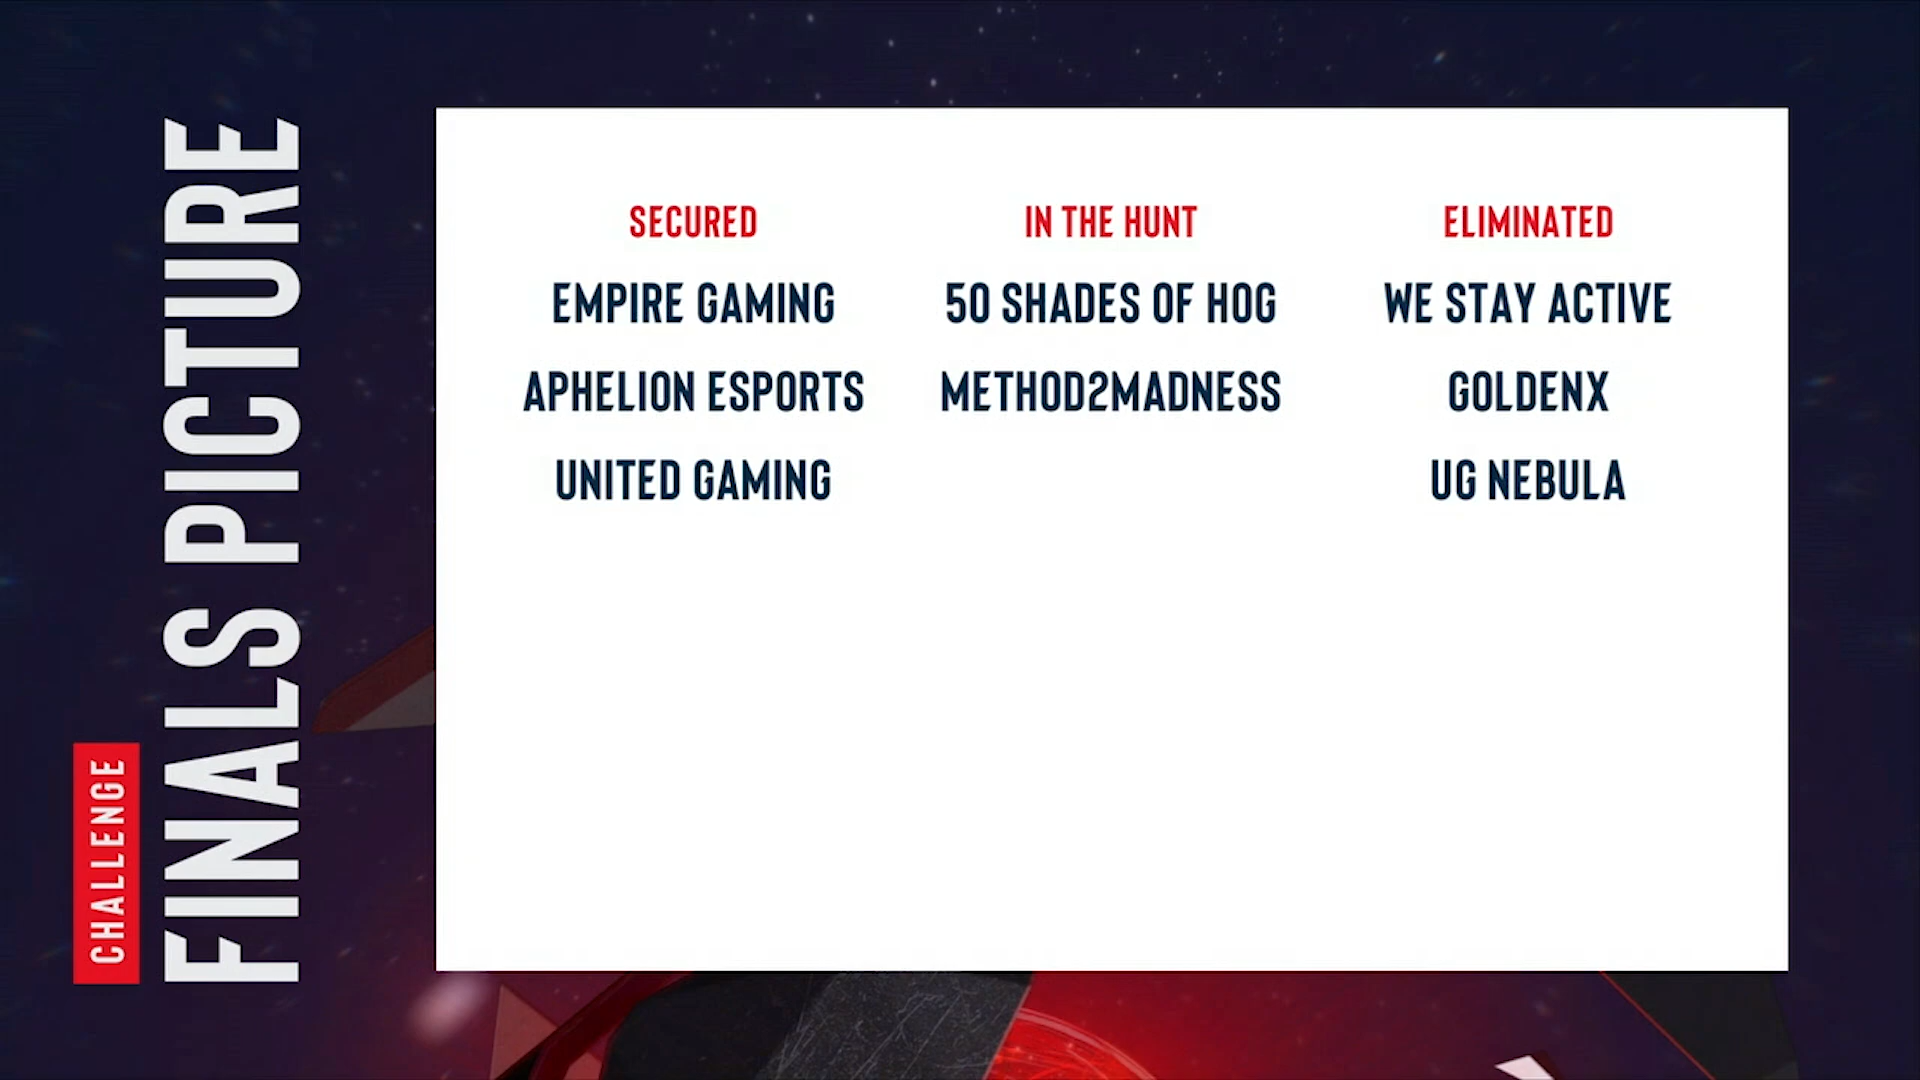 CHALLENGE
FINALS PICTURE
SECURED
EMPIRE GAMING
APHELION ESPORTS
UNITED GAMING
IN THE HUNT
50 SHADES OF HOG
METHOD2MADNESS
ELIMINATED
WE STAY ACTIVE
GOLDENX
UG NEBULA